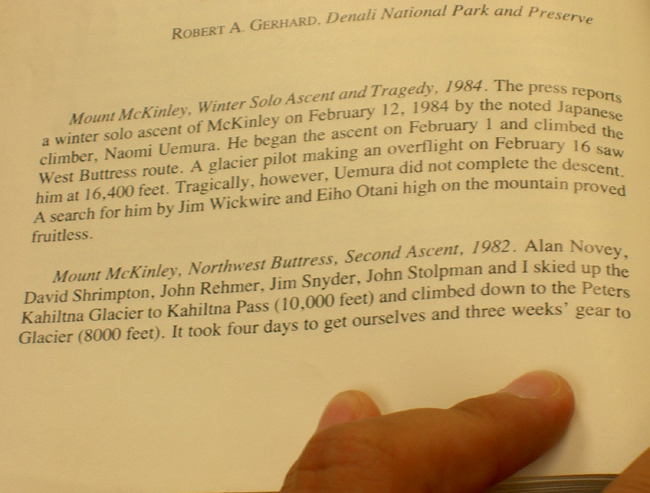 ROBERT A. GERHARD, Denali National Park and Preserve
Mount McKinley, Winter Solo Ascent and Tragedy, 1984. The press reports
a winter solo ascent of McKinley on February 12, 1984 by the noted Japanese
climber, Naomi Uemura. He began the ascent on February 1 and climbed the
West Buttress route. A glacier pilot making an overflight on February 16 saw
him at 16,400 feet. Tragically, however, Uemura did not complete the descent.
A search for him by Jim Wickwire and Eiho Otani high on the mountain proved
fruitless.
Mount McKinley, Northwest Buttress, Second Ascent, 1982. Alan Novey,
David Shrimpton, John Rehmer, Jim Snyder, John Stolpman and I skied up the
Kahiltna Glacier to Kahiltna Pass (10,000 feet) and climbed down to the Peters
Glacier (8000 feet). It took four days to get ourselves and three weeks’ gear to